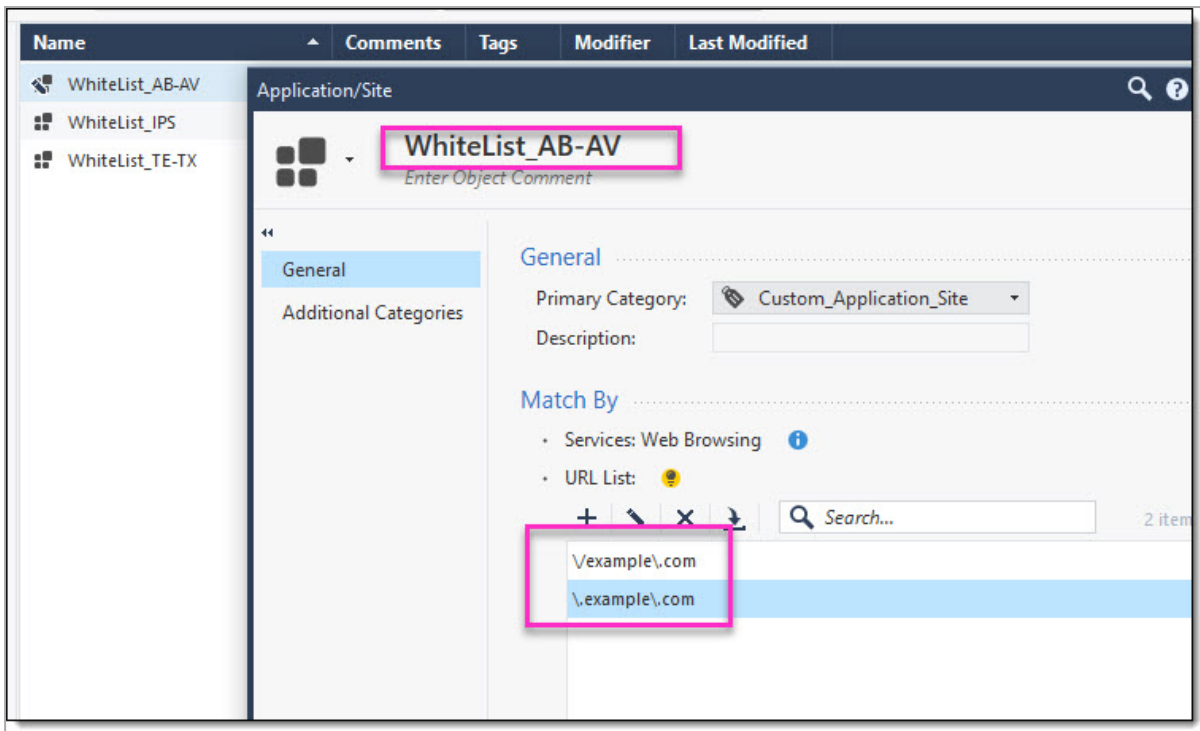 Name Comments Tags Modifier Last Modified
WhiteList_AB-AV
WhiteList_IPS
WhiteList_TE-TX
Application/Site
WhiteList_AB-AV
Enter Object Comment
General
Additional Categories
General
Primary Category: Custom_Application_Site
Description:
Match By
Services: Web Browsing
URL List:
Search... 2 item
\/example\.com
\.example\.com